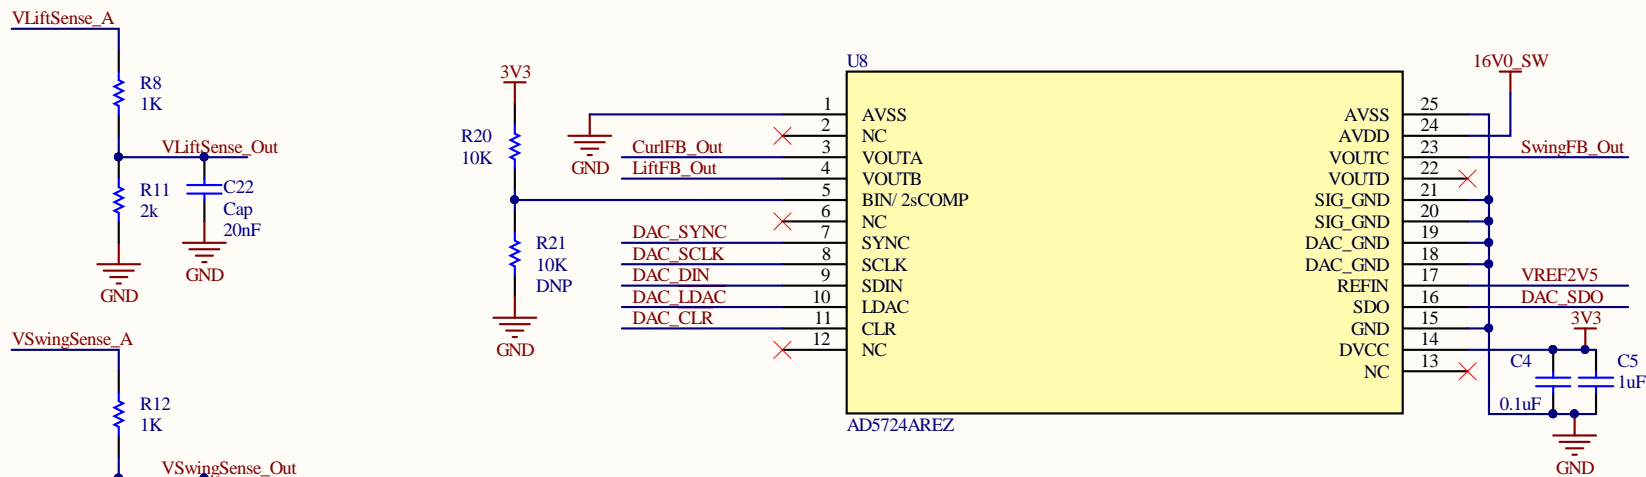 VLiftSense_A
R8
1K
VLiftSense_Out
R11
2k
C22
Cap
20nF
GND
GND
VSwingSense_A
R12
1K
VSwingSense_Out
3V3
R20
10K
R21
10K
DNP
GND
GND
CurlFB_Out
LiftFB_Out
DAC_SYNC
DAC_SCLK
DAC_DIN
DAC_LDAC
DAC_CLR
U8
1 AVSS
2 NC
3 VOUTA
4 VOUTB
5 BIN/ 2sCOMP
6 NC
7 SYNC
8 SCLK
9 SDIN
10 LDAC
11 CLR
12 NC
AVSS 25
AVDD 24
VOUTC 23
VOUTD 22
SIG_GND 21
SIG_GND 20
DAC_GND 19
DAC_GND 18
REFIN 17
SDO 16
GND 15
DVCC 14
NC 13
AD5724AREZ
16V0_SW
SwingFB_Out
VREF2V5
DAC_SDO
3V3
C4
0.1uF
C5
1uF
GND